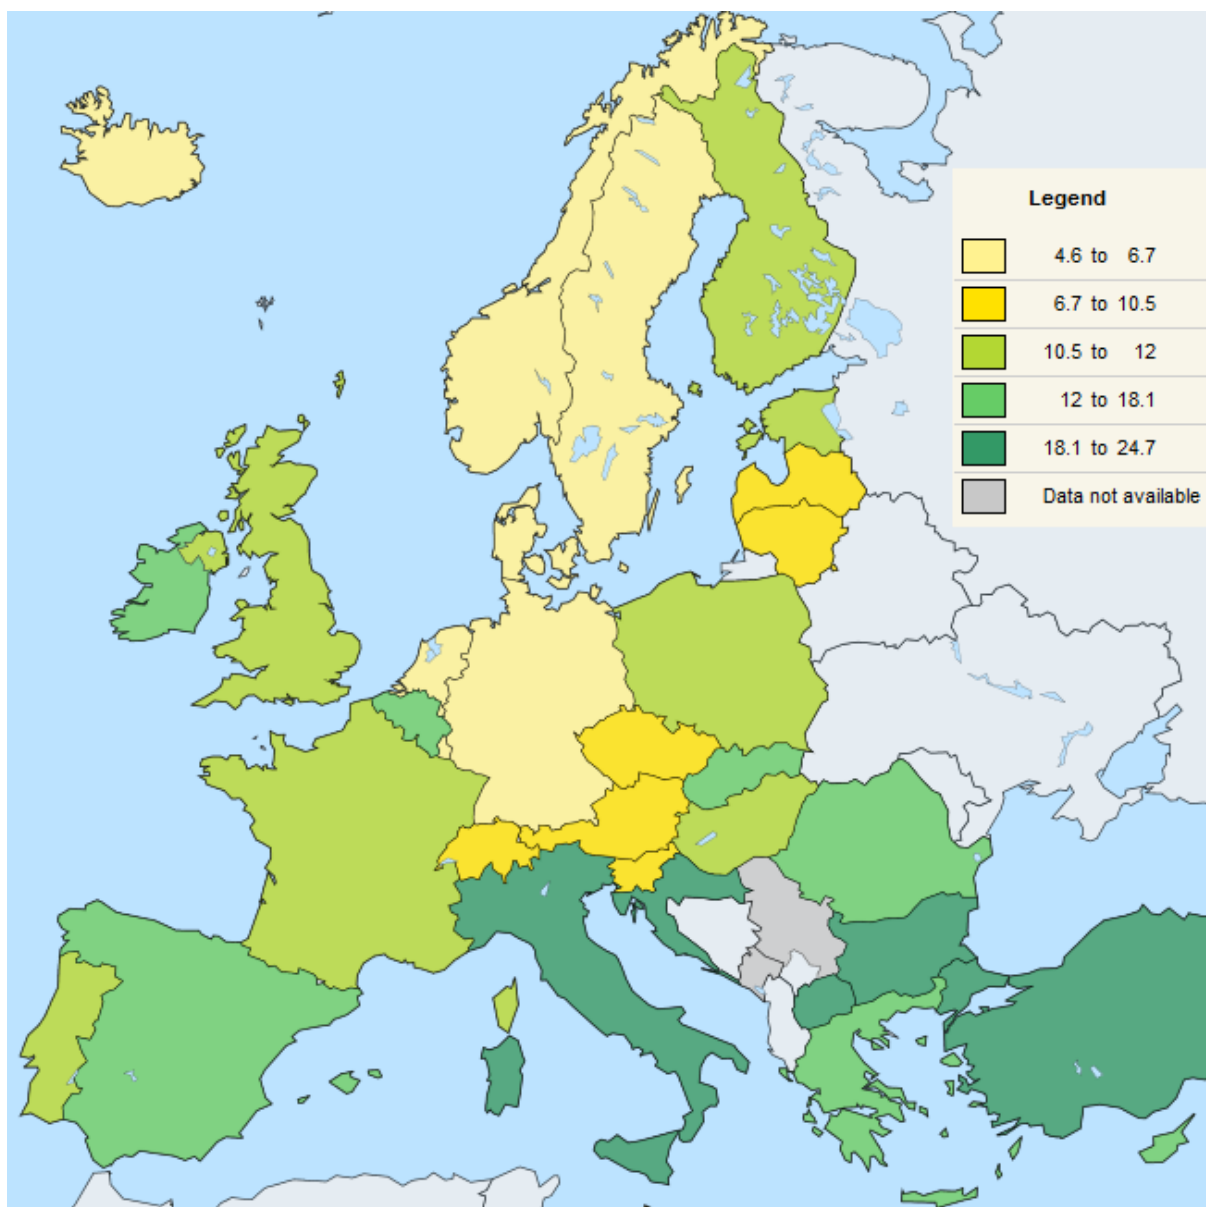 Legend
4.6 to 6.7
6.7 to 10.5
10.5 to 12
12 to 18.1
18.1 to 24.7
Data not available